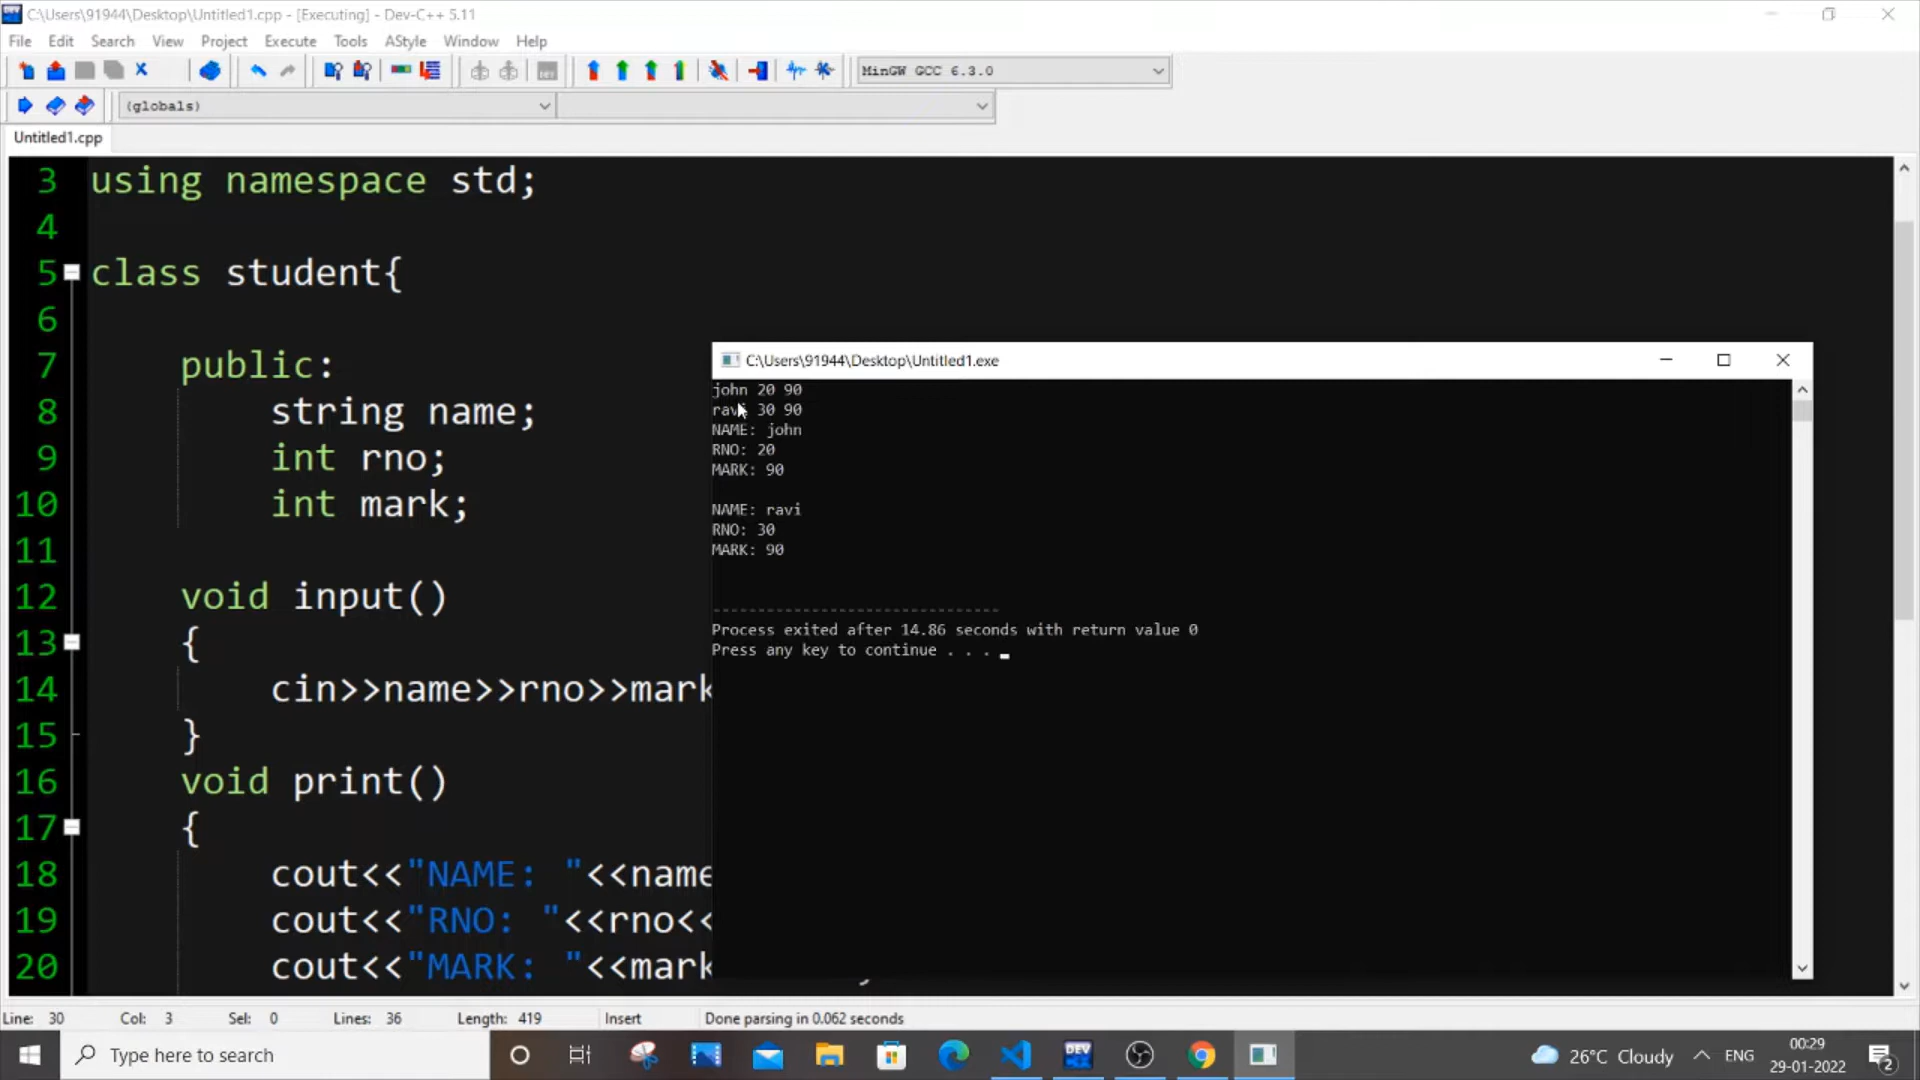 C:\Users\91944\Desktop\Untitled1.cpp - [Executing] - Dev-C++ 5.11
File Edit Search View Project Execute Tools AStyle Window Help
MinGW GCC 6.3.0
(globals)
Untitled1.cpp
3 using namespace std;
4
5 class student{
6
7 public:
8 string name;
9 int rno;
10 int mark;
11
12 void input()
13 {
14 cin>>name>>rno>>mark
15 }
16 void print()
17 {
18 cout<<"NAME: "<<name
19 cout<<"RNO: "<<rno<<
20 cout<<"MARK: "<<mark
C:\Users\91944\Desktop\Untitled1.exe
john 20 90
ravi 30 90
NAME: john
RNO: 20
MARK: 90
NAME: ravi
RNO: 30
MARK: 90
--------------------------------
Process exited after 14.86 seconds with return value 0
Press any key to continue . . .
Line: 30 Col: 3 Sel: 0 Lines: 36 Length: 419 Insert Done parsing in 0.062 seconds
Type here to search
DEV
26°C Cloudy
ENG
00:29
29-01-2022
2